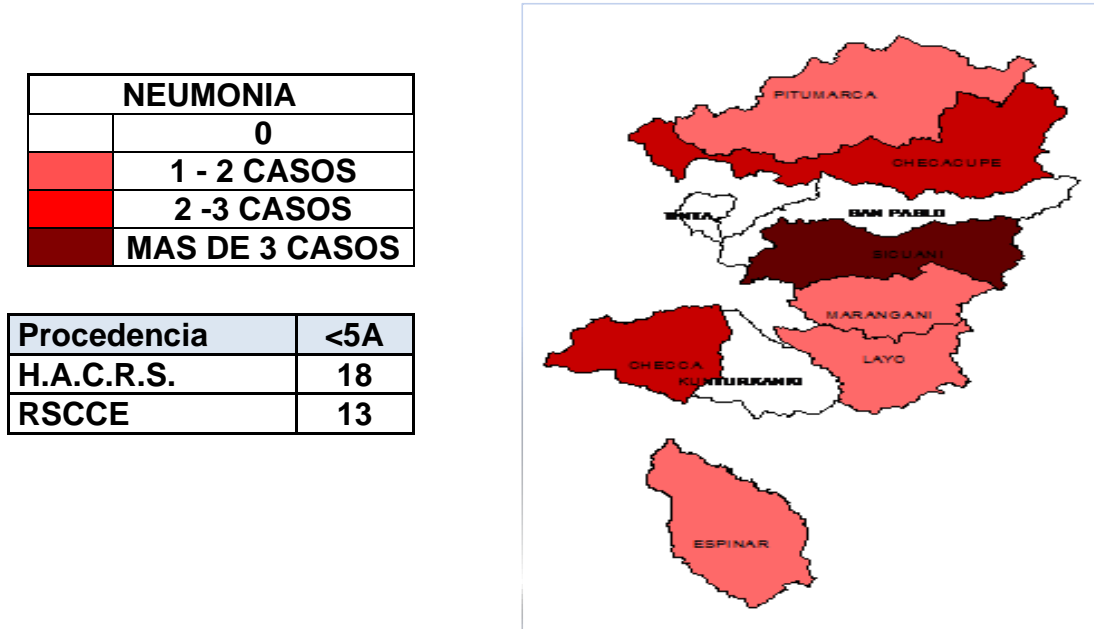 NEUMONIA
0
1 - 2 CASOS
2 -3 CASOS
MAS DE 3 CASOS
Procedencia <5A
H.A.C.R.S. 18
RSCCE 13
PITUMARCA
CHECACUPE
TINTA
SAN PABLO
SICUANI
MARANGANI
LAYO
CHECCA
KUNTURKANKI
ESPINAR